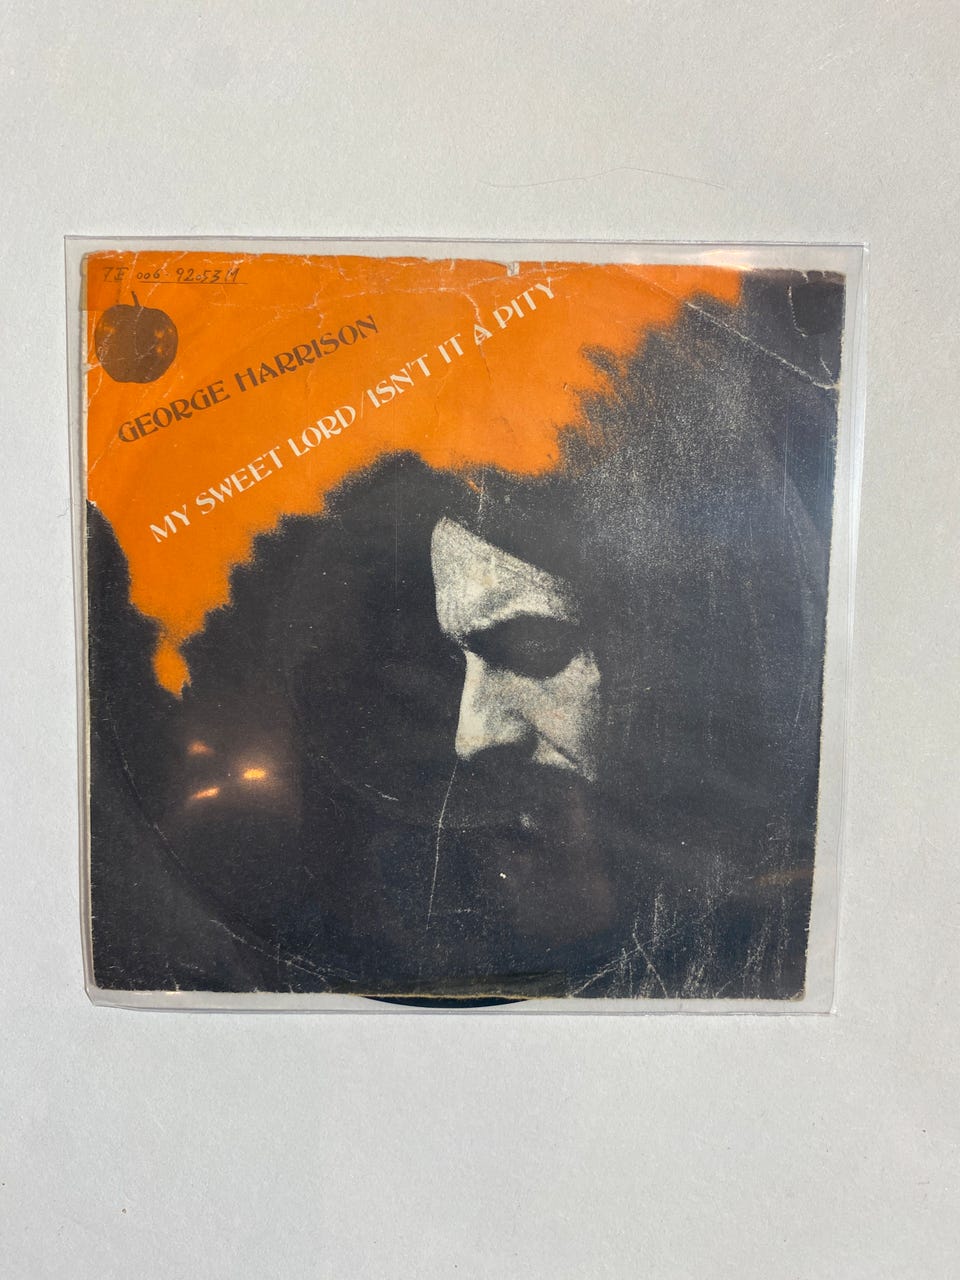 7E 006-92053 M
GEORGE HARRISON
MY SWEET LORD/ISN'T IT A PITY